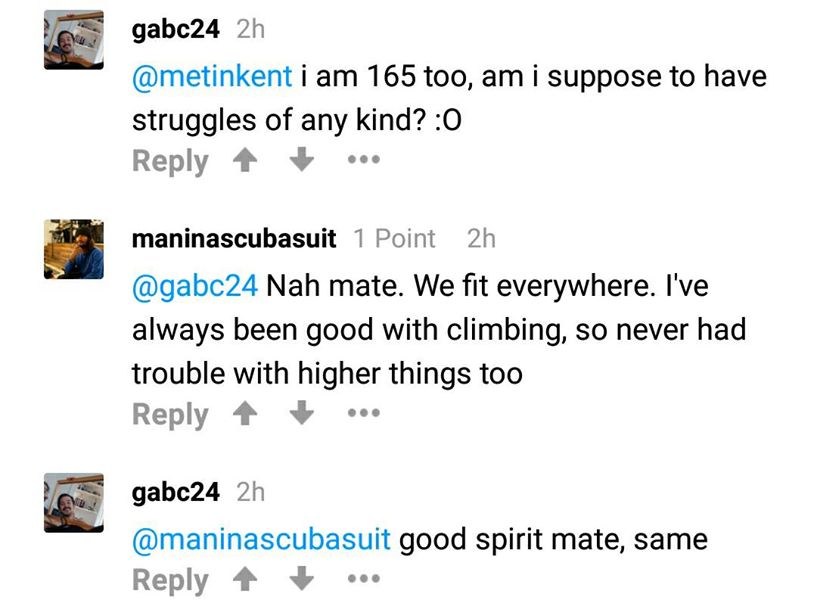 gabc24 2h
@metinkent i am 165 too, am i suppose to have
struggles of any kind? :O
Reply
maninascubasuit 1 Point 2h
@gabc24 Nah mate. We fit everywhere. I've
always been good with climbing, so never had
trouble with higher things too
Reply
gabc24 2h
@maninascubasuit good spirit mate, same
Reply